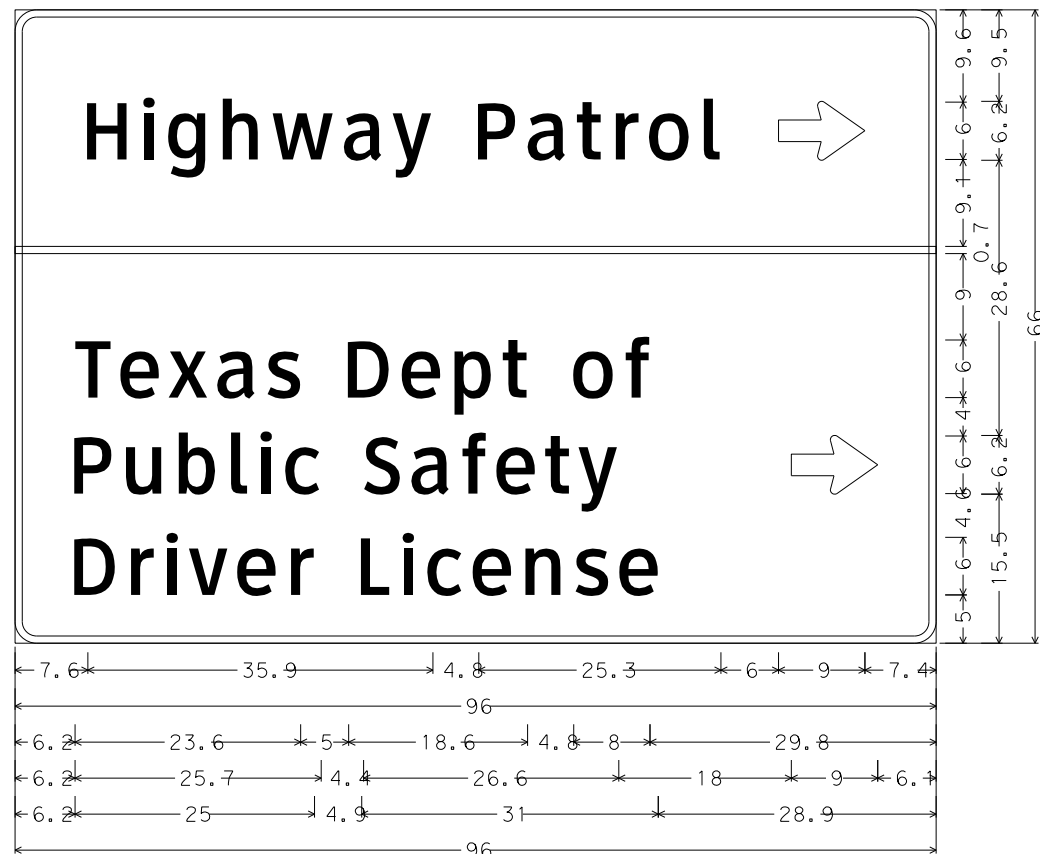 Highway Patrol
Texas Dept of
Public Safety
Driver License
9.6 6 9.1 0.7 9 6 4 6 4.6 6 5
9.5 6.2 28.6 6.2 15.5
66
7.6 35.9 4.8 25.3 6 9 7.4
96
6.2 23.6 5 18.6 4.8 8 29.8
6.2 25.7 4.4 26.6 18 9 6.1
6.2 25 4.9 31 28.9
96